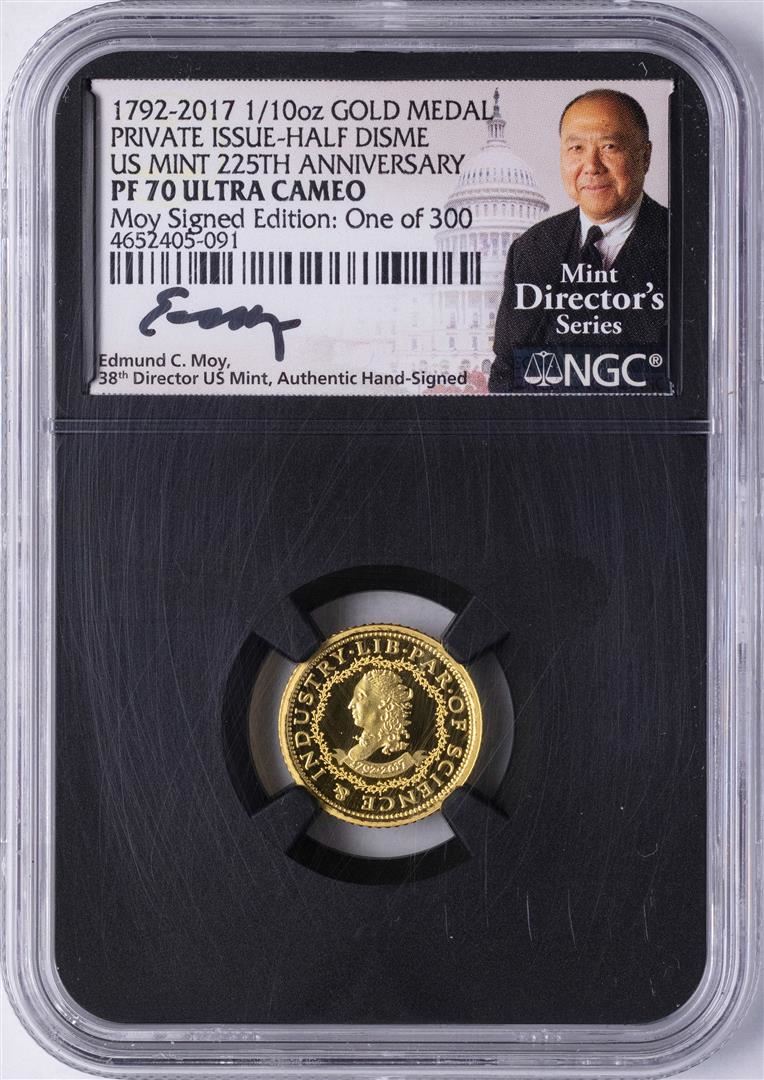 1792-2017 1/10oz GOLD MEDAL
PRIVATE ISSUE-HALF DISME
US MINT 225TH ANNIVERSARY
PF 70 ULTRA CAMEO
Moy Signed Edition: One of 300
4652405-091
Edmund C. Moy,
38th Director US Mint, Authentic Hand-Signed
Mint
Director's
Series
NGC®
LIB·PAR·OF SCIENCE & INDUSTRY·
1792·2017